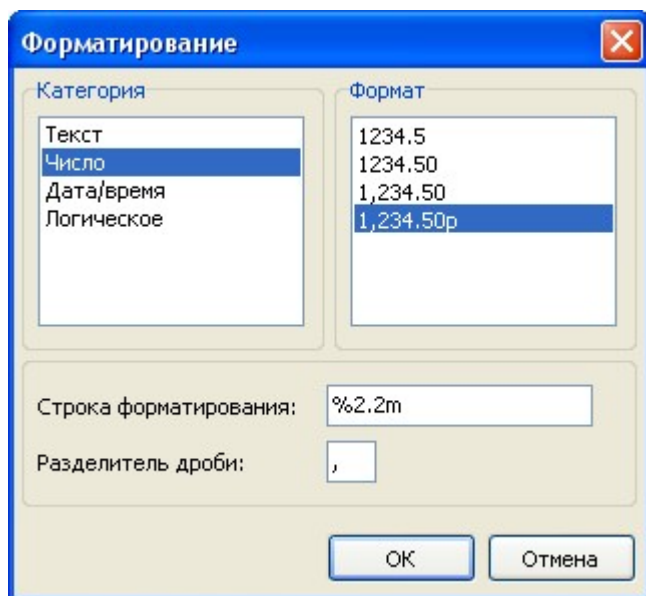 Форматирование
Категория
Текст
Число
Дата/время
Логическое
Формат
1234.5
1234.50
1,234.50
1,234.50р
Строка форматирования: %2.2m
Разделитель дроби: ,
ОК Отмена